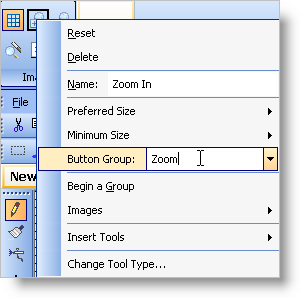 Reset
Delete
Name: Zoom In
Preferred Size
Ima
Minimum Size
File
Button Group: Zoom
New
Begin a Group
Images
Insert Tools
Change Tool Type...